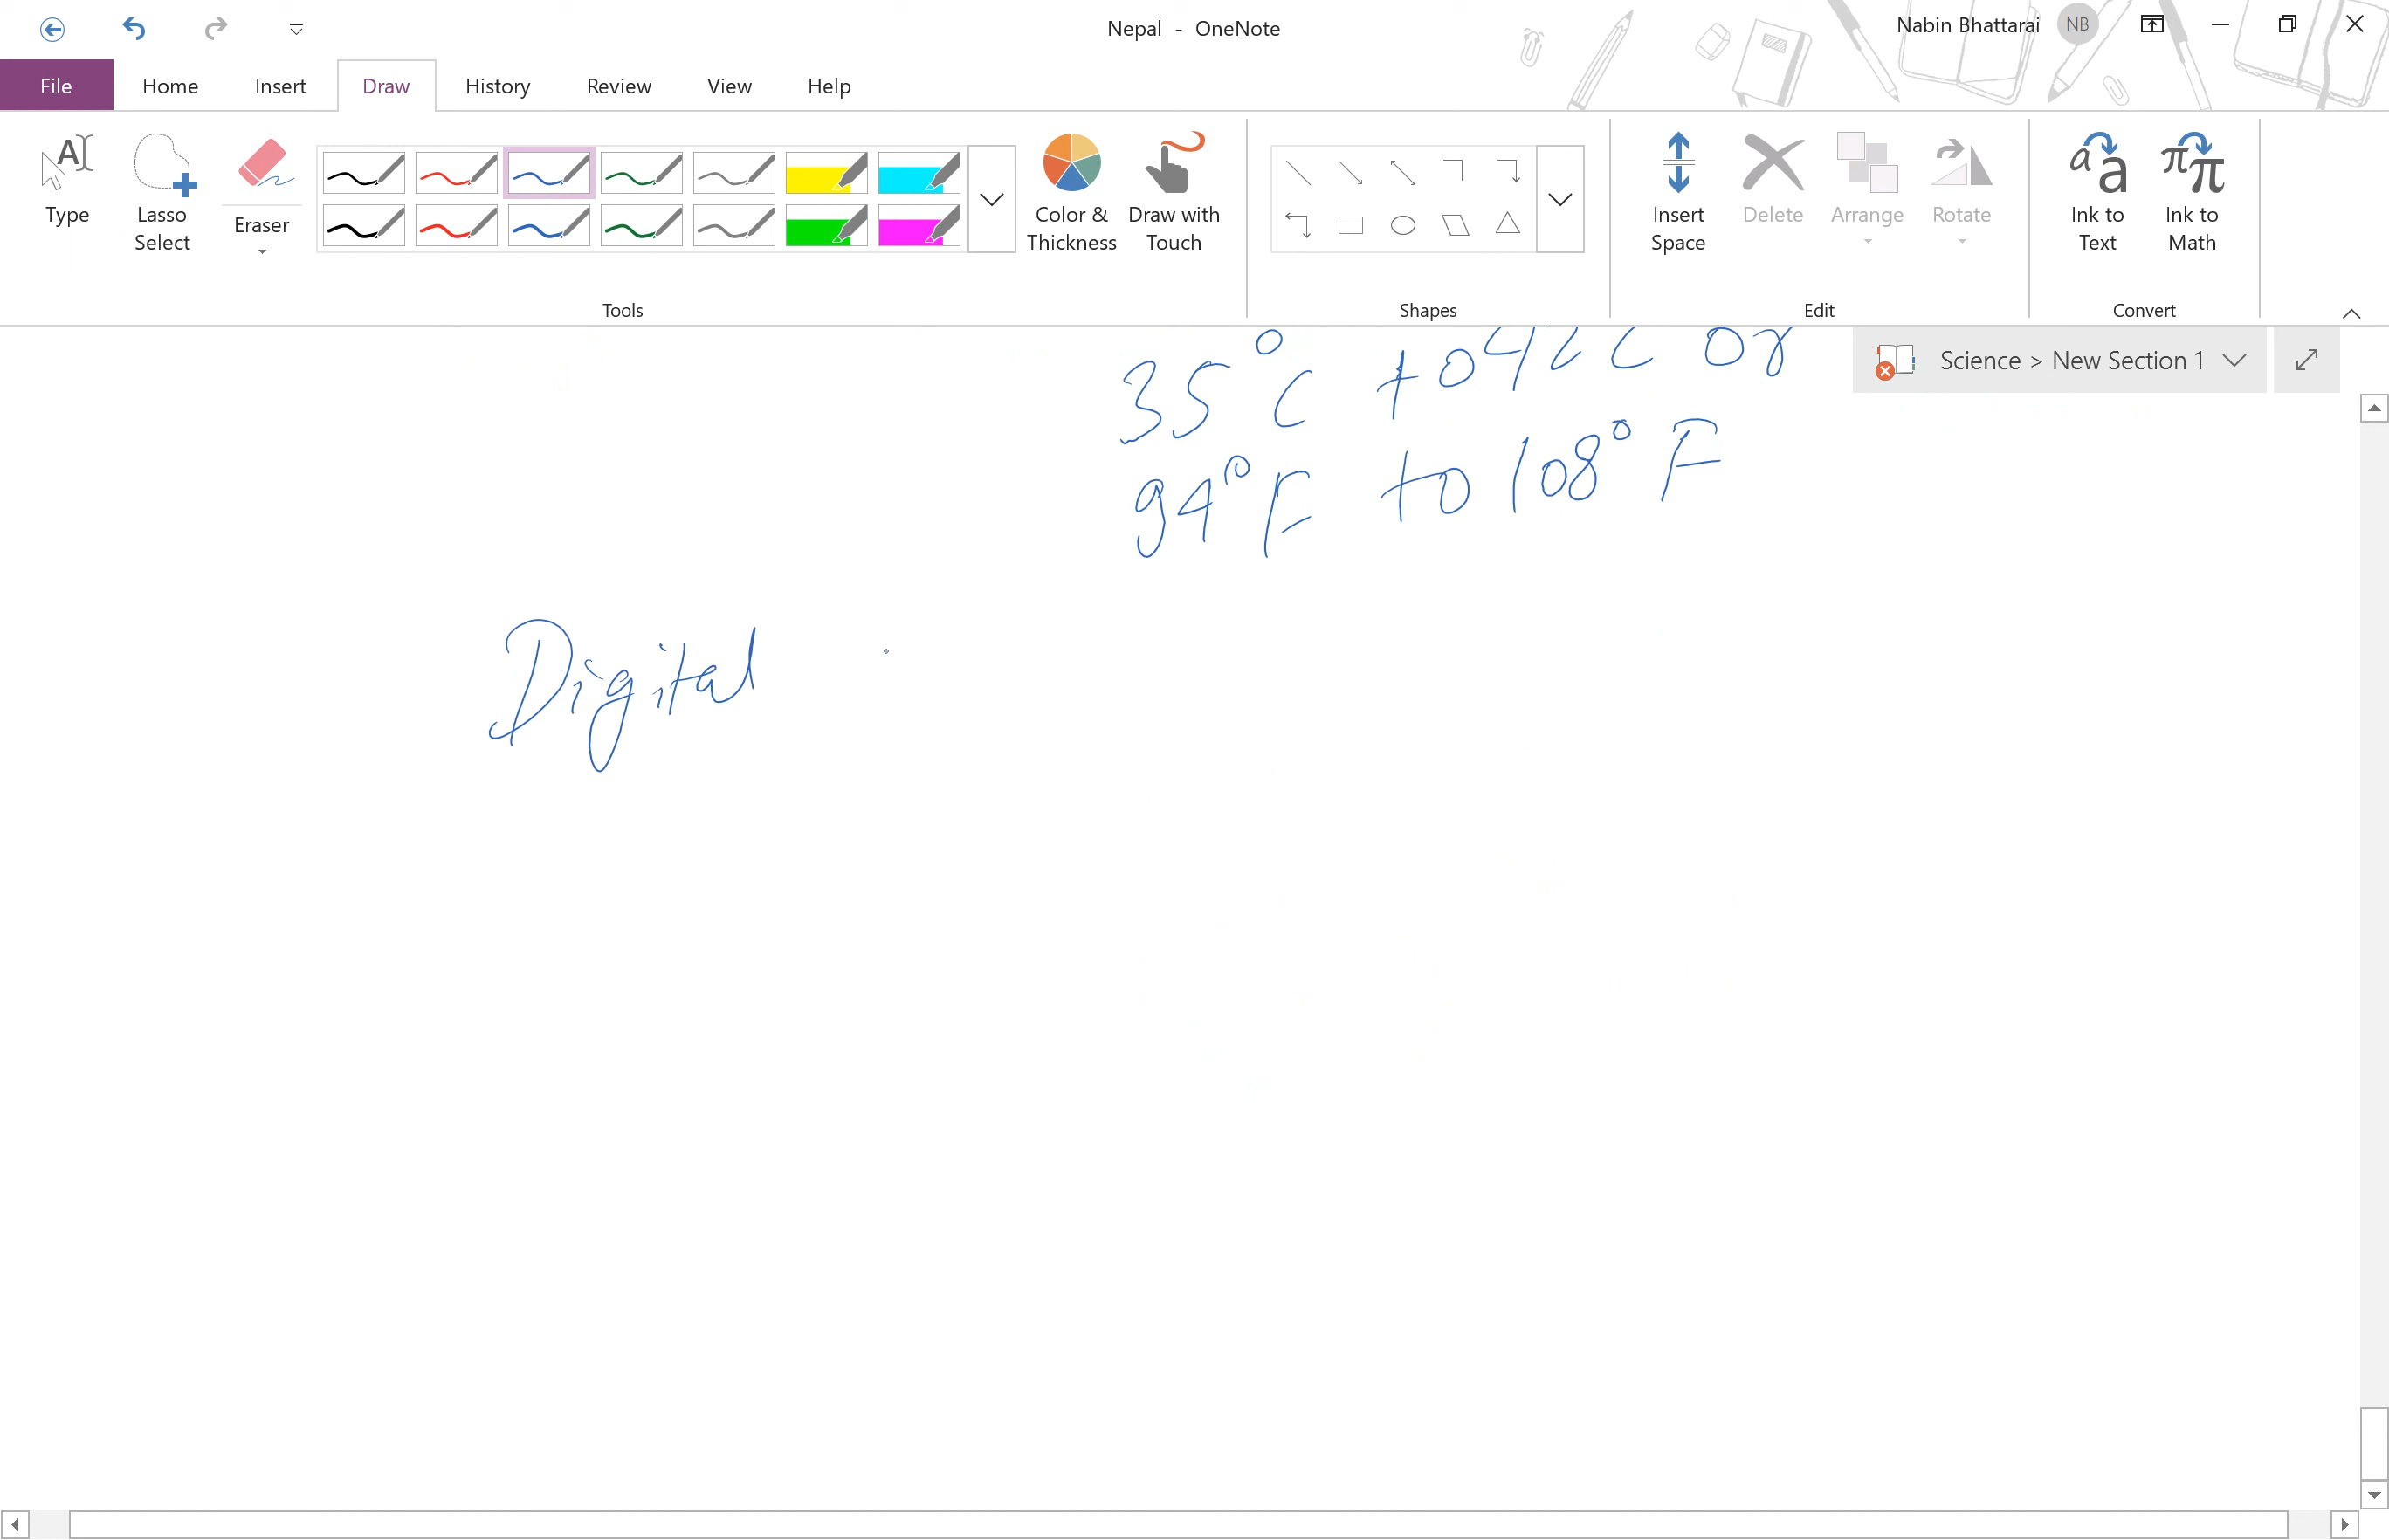 Nepal - OneNote
Nabin Bhattarai NB
File Home Insert Draw History Review View Help
Type
Lasso Select
Eraser
Color & Thickness
Draw with Touch
Insert Space
Delete
Arrange
Rotate
Ink to Text
Ink to Math
Tools
Shapes
Edit
Convert
Science > New Section 1
35°C to 42 C or
94°F to 108°F
Digital